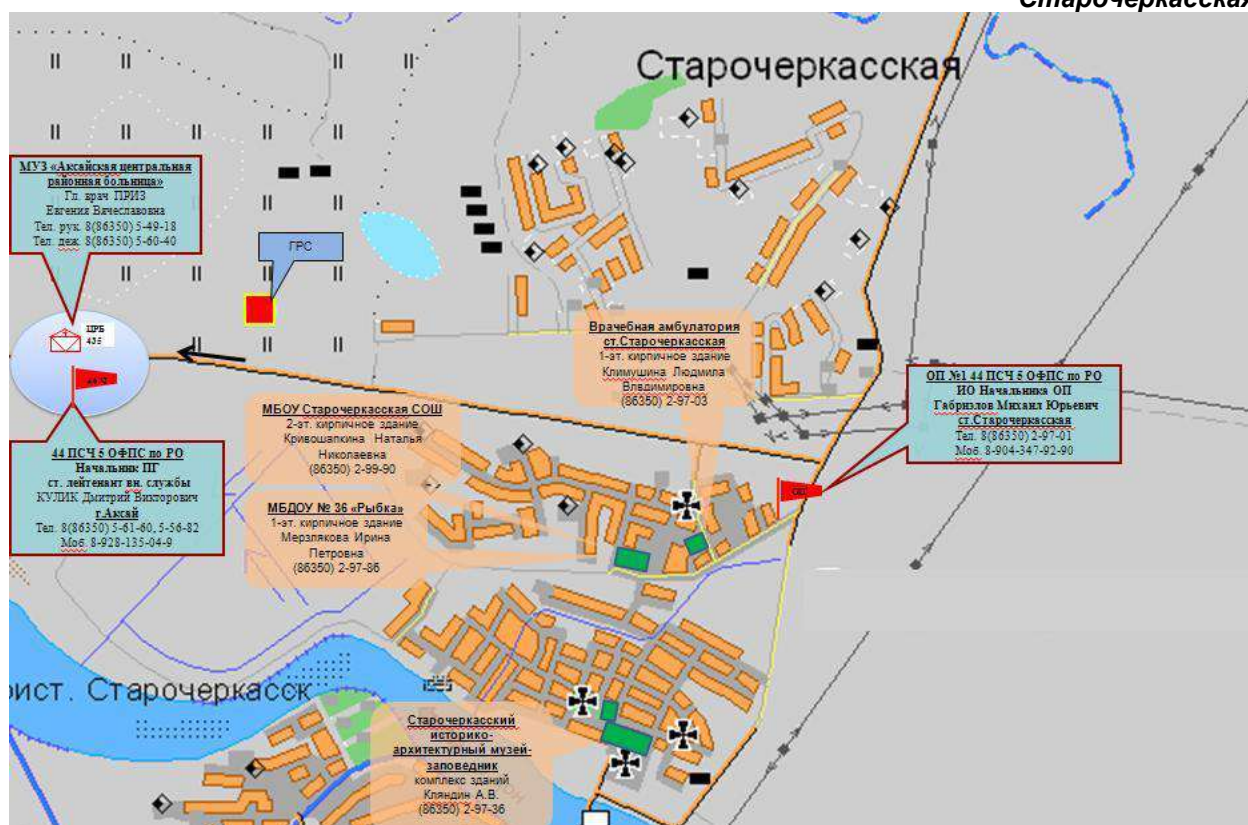 Старочеркасская
Старочеркасская
МУЗ «Аксайская центральная
районная больница»
Гл. врач ПРИЗ
Евгения Вячеславовна
Тел. рук. 8(86350) 5-49-18
Тел. деж. 8(86350) 5-60-40
ГРС
ЦРБ
435
44 ПСЧ 5 ОФПС по РО
Начальник ПГ
ст. лейтенант вн. службы
КУЛИК Дмитрий Викторович
г.Аксай
Тел. 8(86350) 5-61-60, 5-56-82
Моб. 8-928-135-04-9
Врачебная амбулатория
ст.Старочеркасская
1-эт. кирпичное здание
Климушина Людмила
Владимировна
(86350) 2-97-03
МБОУ Старочеркасская СОШ
2-эт. кирпичное здание
Кривошапкина Наталья
Николаевна
(86350) 2-99-90
МБДОУ № 36 «Рыбка»
1-эт. кирпичное здание
Мерзлякова Ирина
Петровна
(86350) 2-97-86
ОП №1 44 ПСЧ 5 ОФПС по РО
ИО Начальника ОП
Габриэлов Михаил Юрьевич
ст.Старочеркасская
Тел. 8(86350) 2-97-01
Моб. 8-904-347-92-90
ОП
рист. Старочеркасск
Старочеркасский
историко-
архитектурный музей-
заповедник
комплекс зданий
Кляндин А.В.
(86350) 2-97-36